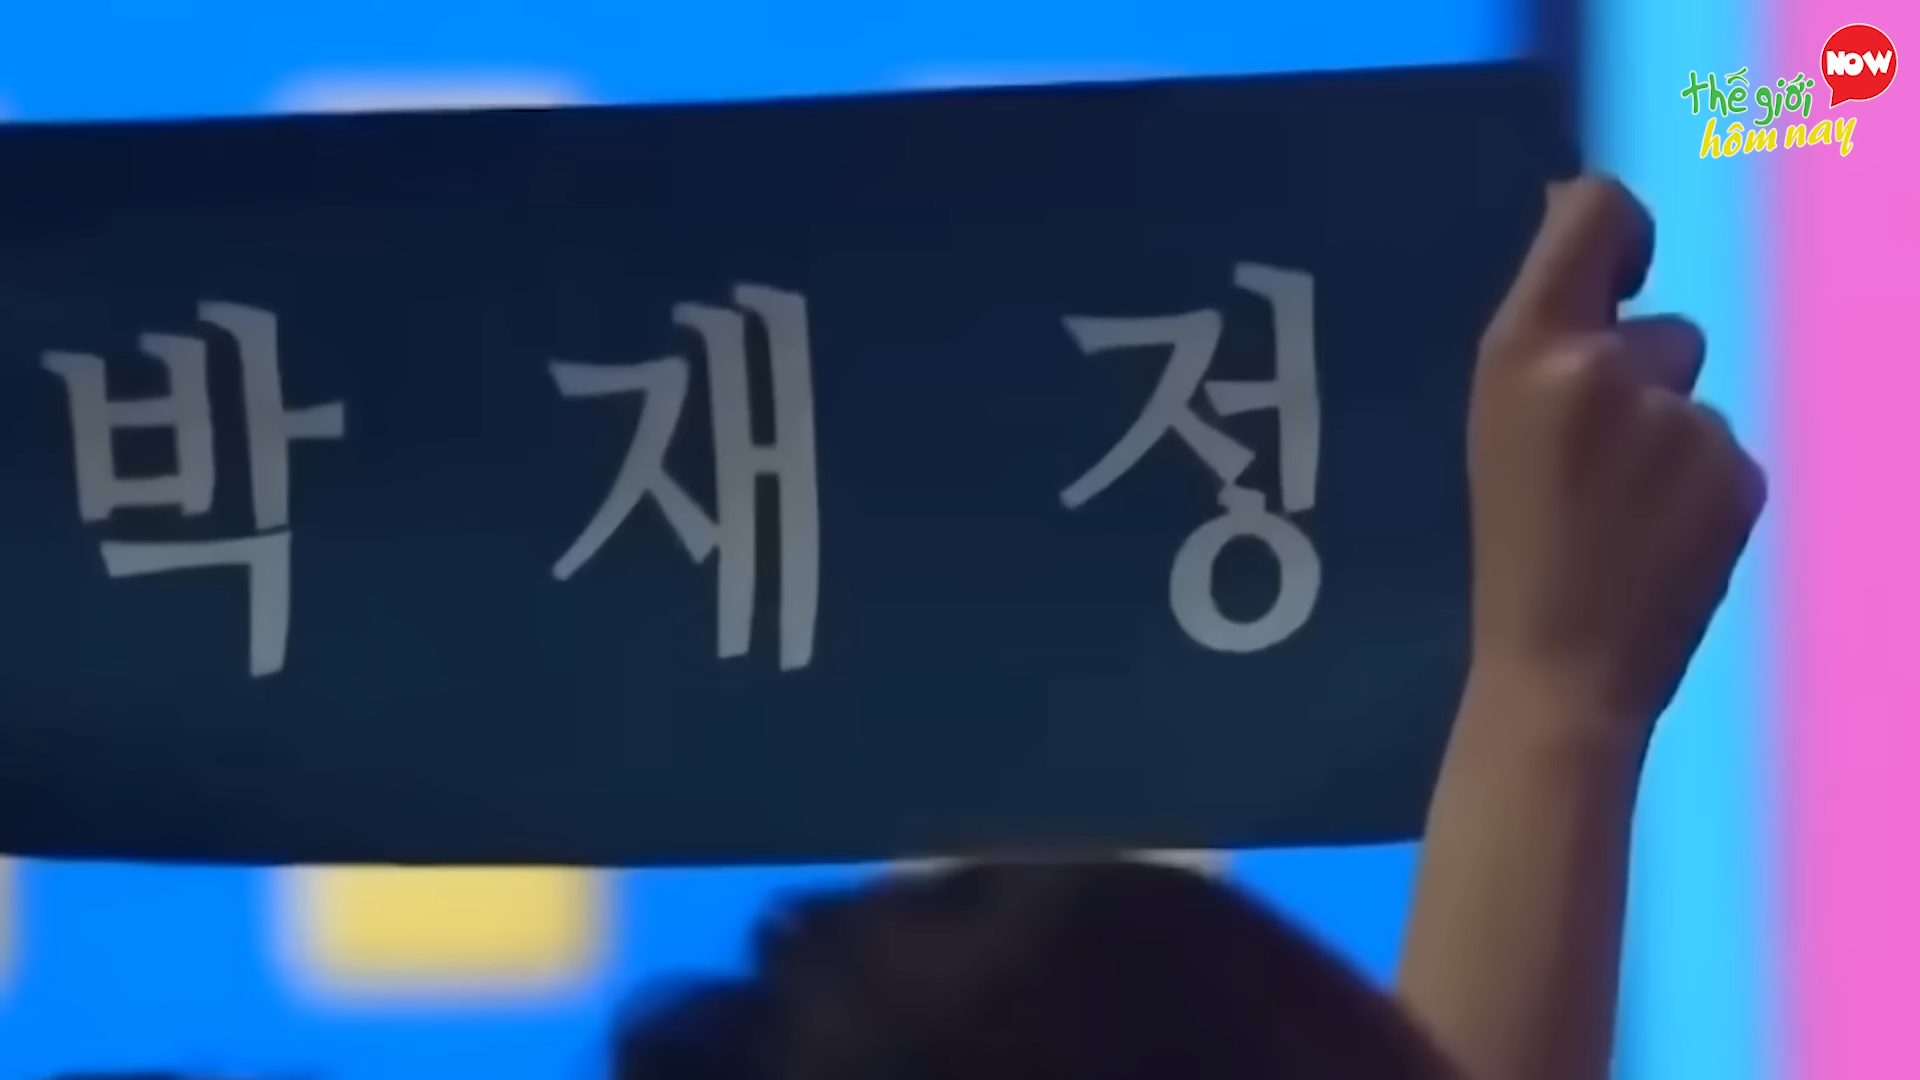 박 재 정
NOW
thế giới
hôm nay